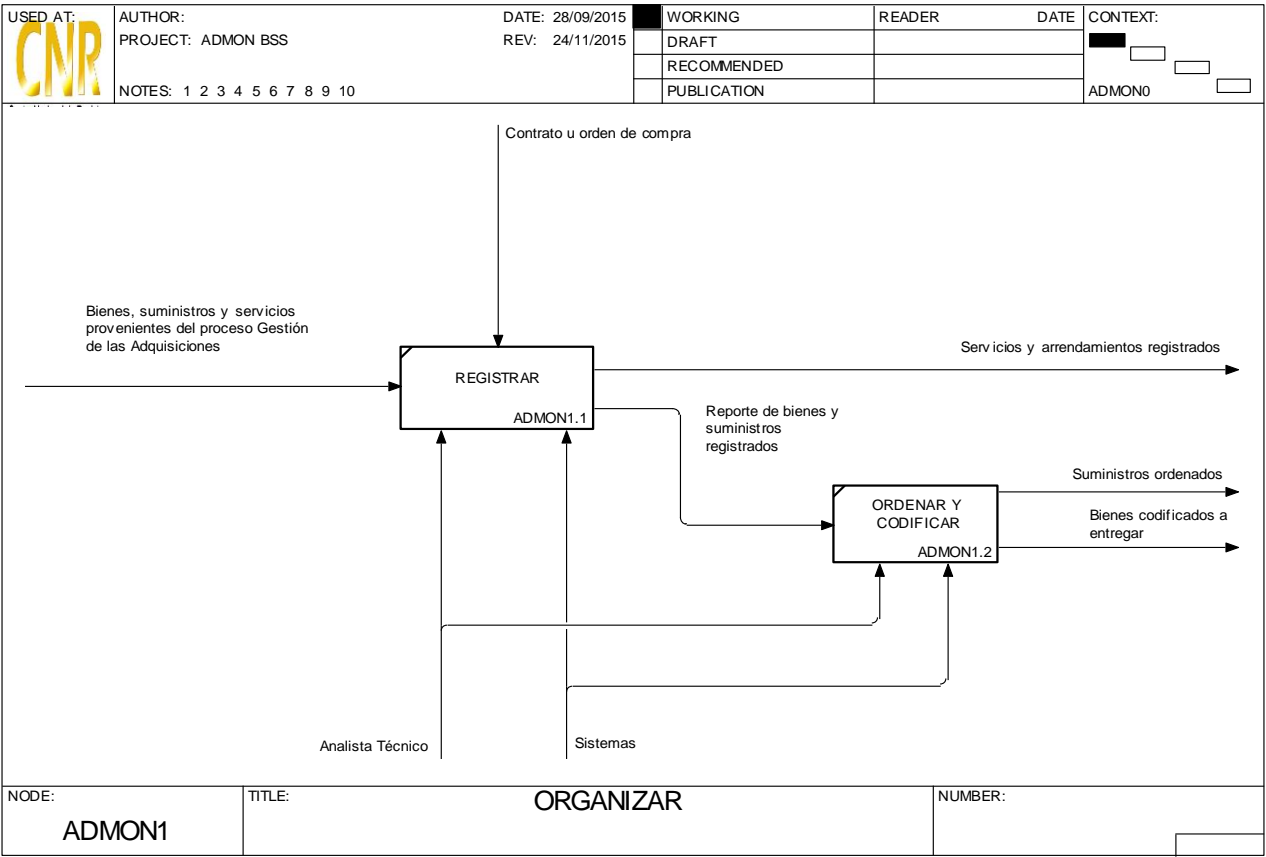 USED AT:
CNR
AUTHOR:
DATE: 28/09/2015
PROJECT: ADMON BSS
REV: 24/11/2015
NOTES: 1 2 3 4 5 6 7 8 9 10
WORKING
DRAFT
RECOMMENDED
PUBLICATION
READER DATE
CONTEXT:
ADMON0
Contrato u orden de compra
Bienes, suministros y servicios
provenientes del proceso Gestión
de las Adquisiciones
REGISTRAR
ADMON1.1
Servicios y arrendamientos registrados
Reporte de bienes y
suministros
registrados
ORDENAR Y
CODIFICAR
ADMON1.2
Suministros ordenados
Bienes codificados a
entregar
Analista Técnico
Sistemas
NODE:
ADMON1
TITLE:
ORGANIZAR
NUMBER: